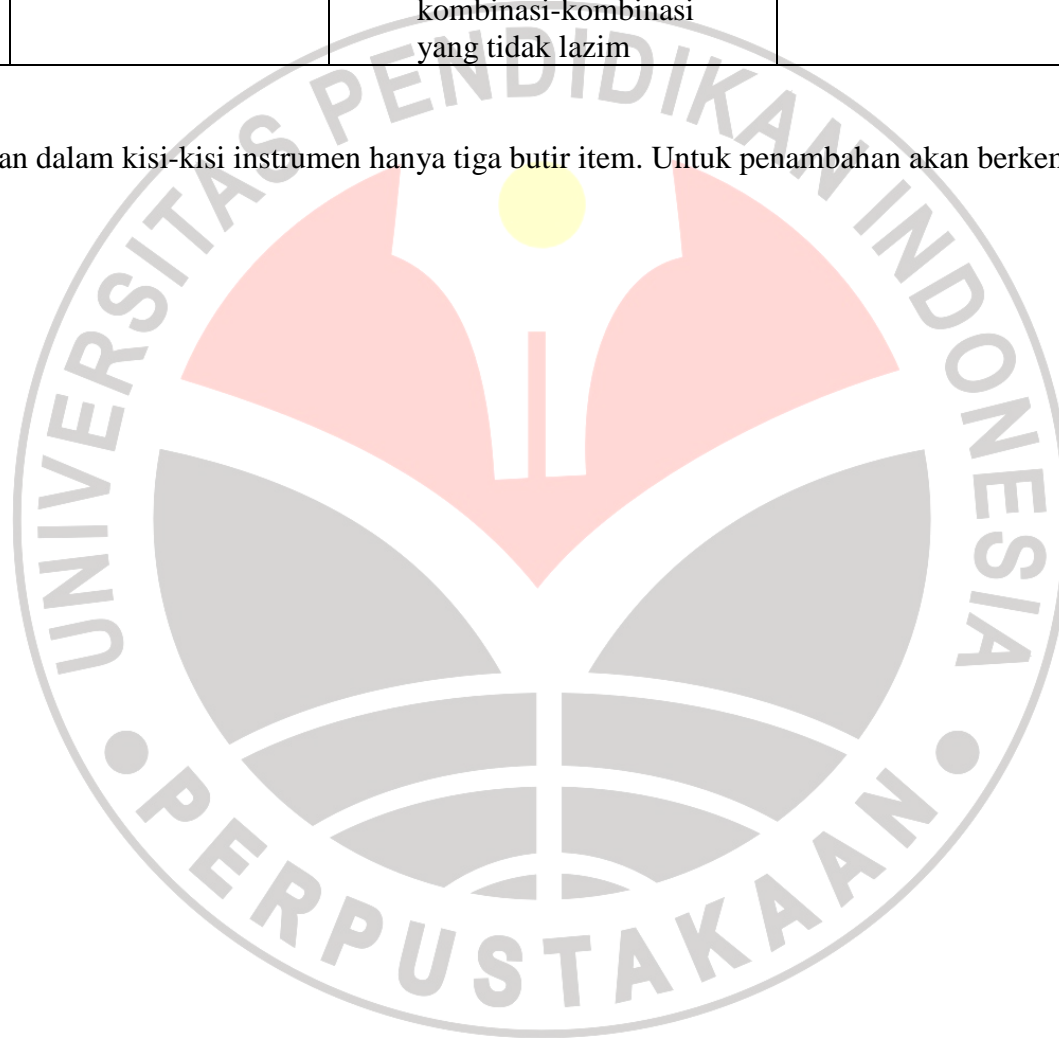 kombinasi-kombinasi
yang tidak lazim
an dalam kisi-kisi instrumen hanya tiga butir item. Untuk penambahan akan berken
UNIVERSITAS PENDIDIKAN INDONESIA
PERPUSTAKAAN